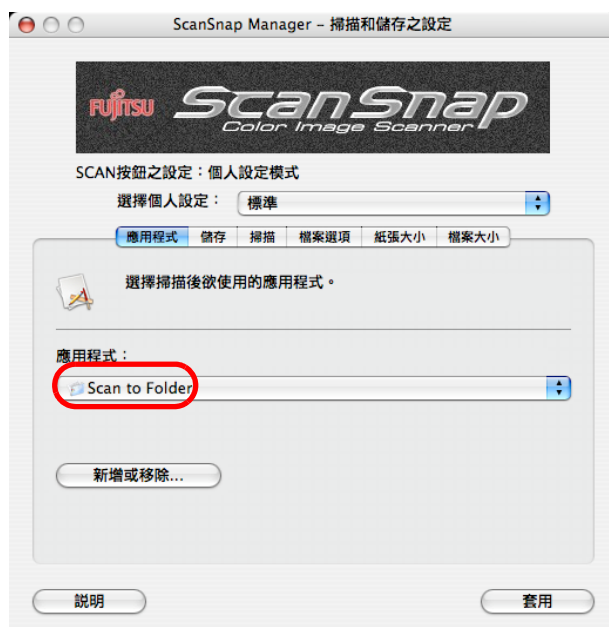 ScanSnap Manager – 掃描和儲存之設定
FUJITSU ScanSnap
Color Image Scanner
SCAN按鈕之設定：個人設定模式
選擇個人設定： 標準
應用程式 儲存 掃描 檔案選項 紙張大小 檔案大小
選擇掃描後欲使用的應用程式。
應用程式：
Scan to Folder
新增或移除...
說明 套用